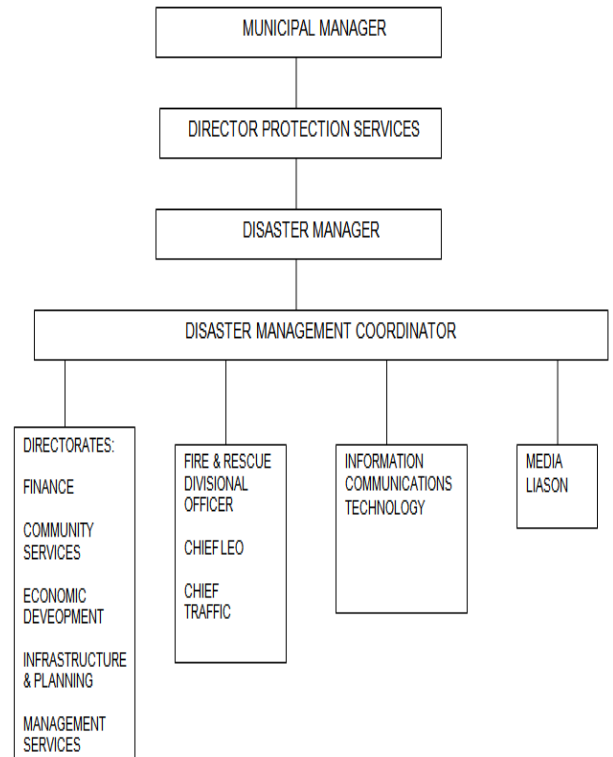 MUNICIPAL MANAGER
DIRECTOR PROTECTION SERVICES
DISASTER MANAGER
DISASTER MANAGEMENT COORDINATOR
DIRECTORATES:
FINANCE
COMMUNITY
SERVICES
ECONOMIC
DEVEOPMENT
INFRASTRUCTURE
& PLANNING
MANAGEMENT
SERVICES
FIRE & RESCUE
DIVISIONAL
OFFICER
CHIEF LEO
CHIEF
TRAFFIC
INFORMATION
COMMUNICATIONS
TECHNOLOGY
MEDIA
LIASON